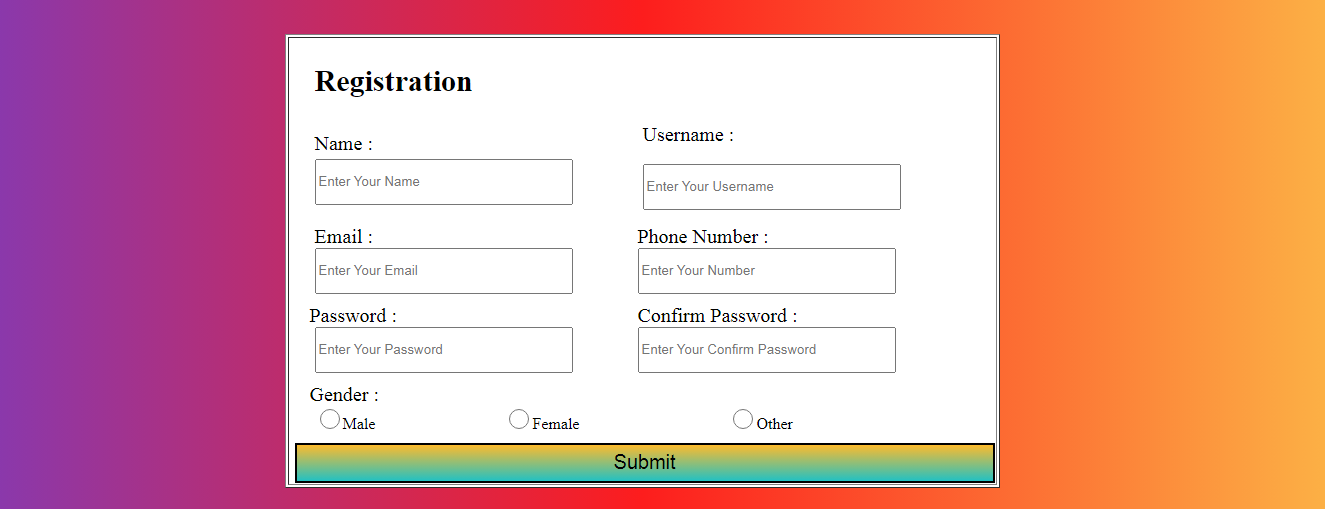 Registration
Name :
Username :
Enter Your Name
Enter Your Username
Email :
Phone Number :
Enter Your Email
Enter Your Number
Password :
Confirm Password :
Enter Your Password
Enter Your Confirm Password
Gender :
Male Female Other
Submit